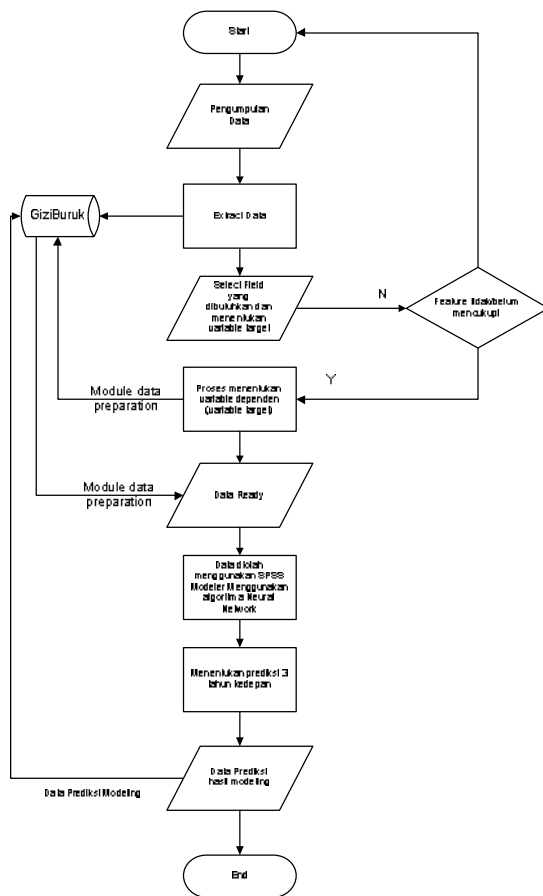 Start
Pengumpulan
Data
GiziBuruk
Extraci Data
Select Field
yang
dibutuhkan dan
menentukan
variable target
N
Feature tidak/belum
mencukupi
Y
Module data
preparation
Proses menentukan
variable dependen
(variable target)
Module data
preparation
Data Ready
Data diolah
menggunakan SPSS
Modeler Menggunakan
algoritma Neural
Network
Menentukan prediksi 3
tahun kedepan
Data Prediksi
hasil modeling
Data Prediksi Modeling
End